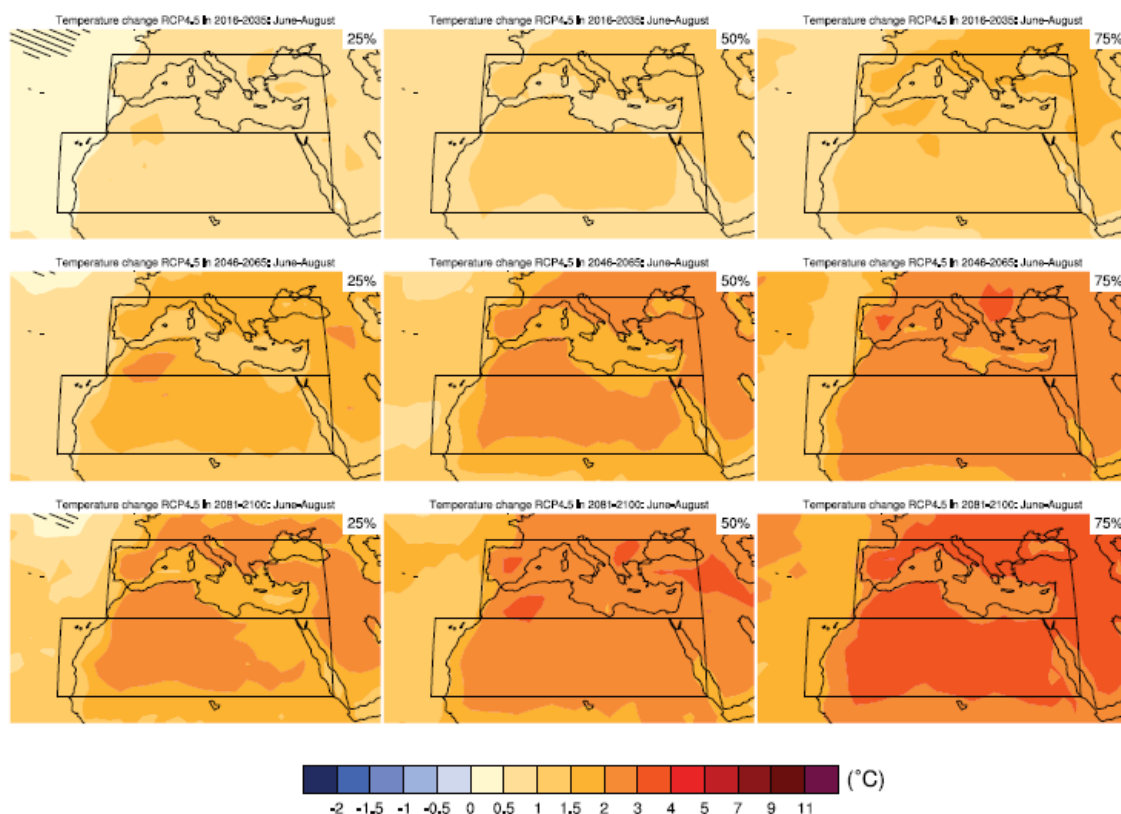 Temperature change RCP4.5 in 2016-2035: June-August
25%
Temperature change RCP4.5 in 2016-2035: June-August
50%
Temperature change RCP4.5 in 2016-2035: June-August
75%
Temperature change RCP4.5 in 2046-2065: June-August
25%
Temperature change RCP4.5 in 2046-2065: June-August
50%
Temperature change RCP4.5 in 2046-2065: June-August
75%
Temperature change RCP4.5 in 2081-2100: June-August
25%
Temperature change RCP4.5 in 2081-2100: June-August
50%
Temperature change RCP4.5 in 2081-2100: June-August
75%
(°C)
-2 -1.5 -1 -0.5 0 0.5 1 1.5 2 3 4 5 7 9 11